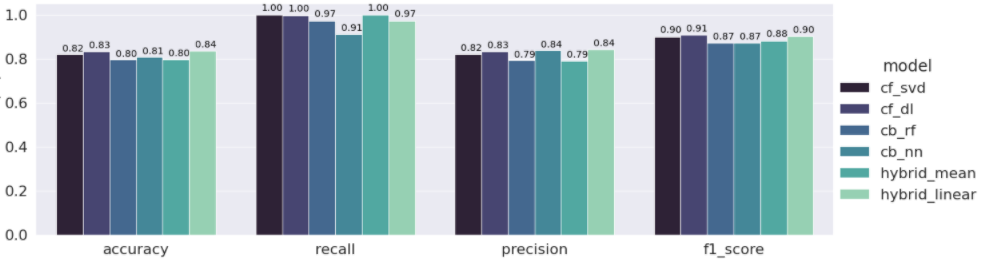 1.0
0.8
0.6
0.4
0.2
0.0
0.82 0.83 0.80 0.81 0.80 0.84
1.00 1.00 0.97 0.91 1.00 0.97
0.82 0.83 0.79 0.84 0.79 0.84
0.90 0.91 0.87 0.87 0.88 0.90
accuracy recall precision f1_score
model
cf_svd
cf_dl
cb_rf
cb_nn
hybrid_mean
hybrid_linear